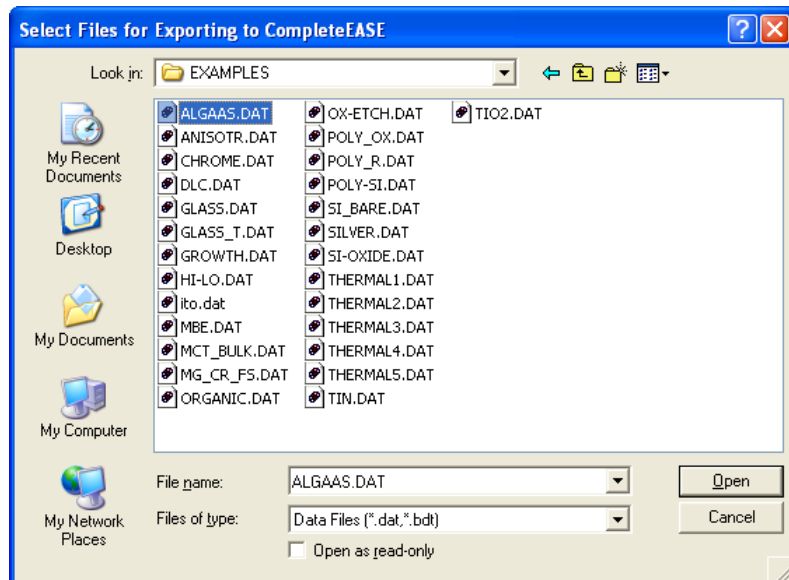 Select Files for Exporting to CompleteEASE
Look in:
EXAMPLES
My Recent
Documents
Desktop
My Documents
My Computer
My Network
Places
ALGAAS.DAT
ANISOTR.DAT
CHROME.DAT
DLC.DAT
GLASS.DAT
GLASS_T.DAT
GROWTH.DAT
HI-LO.DAT
ito.dat
MBE.DAT
MCT_BULK.DAT
MG_CR_FS.DAT
ORGANIC.DAT
OX-ETCH.DAT
POLY_OX.DAT
POLY_R.DAT
POLY-SI.DAT
SI_BARE.DAT
SILVER.DAT
SI-OXIDE.DAT
THERMAL1.DAT
THERMAL2.DAT
THERMAL3.DAT
THERMAL4.DAT
THERMAL5.DAT
TIN.DAT
TIO2.DAT
File name:
ALGAAS.DAT
Open
Files of type:
Data Files (*.dat,*.bdt)
Cancel
Open as read-only